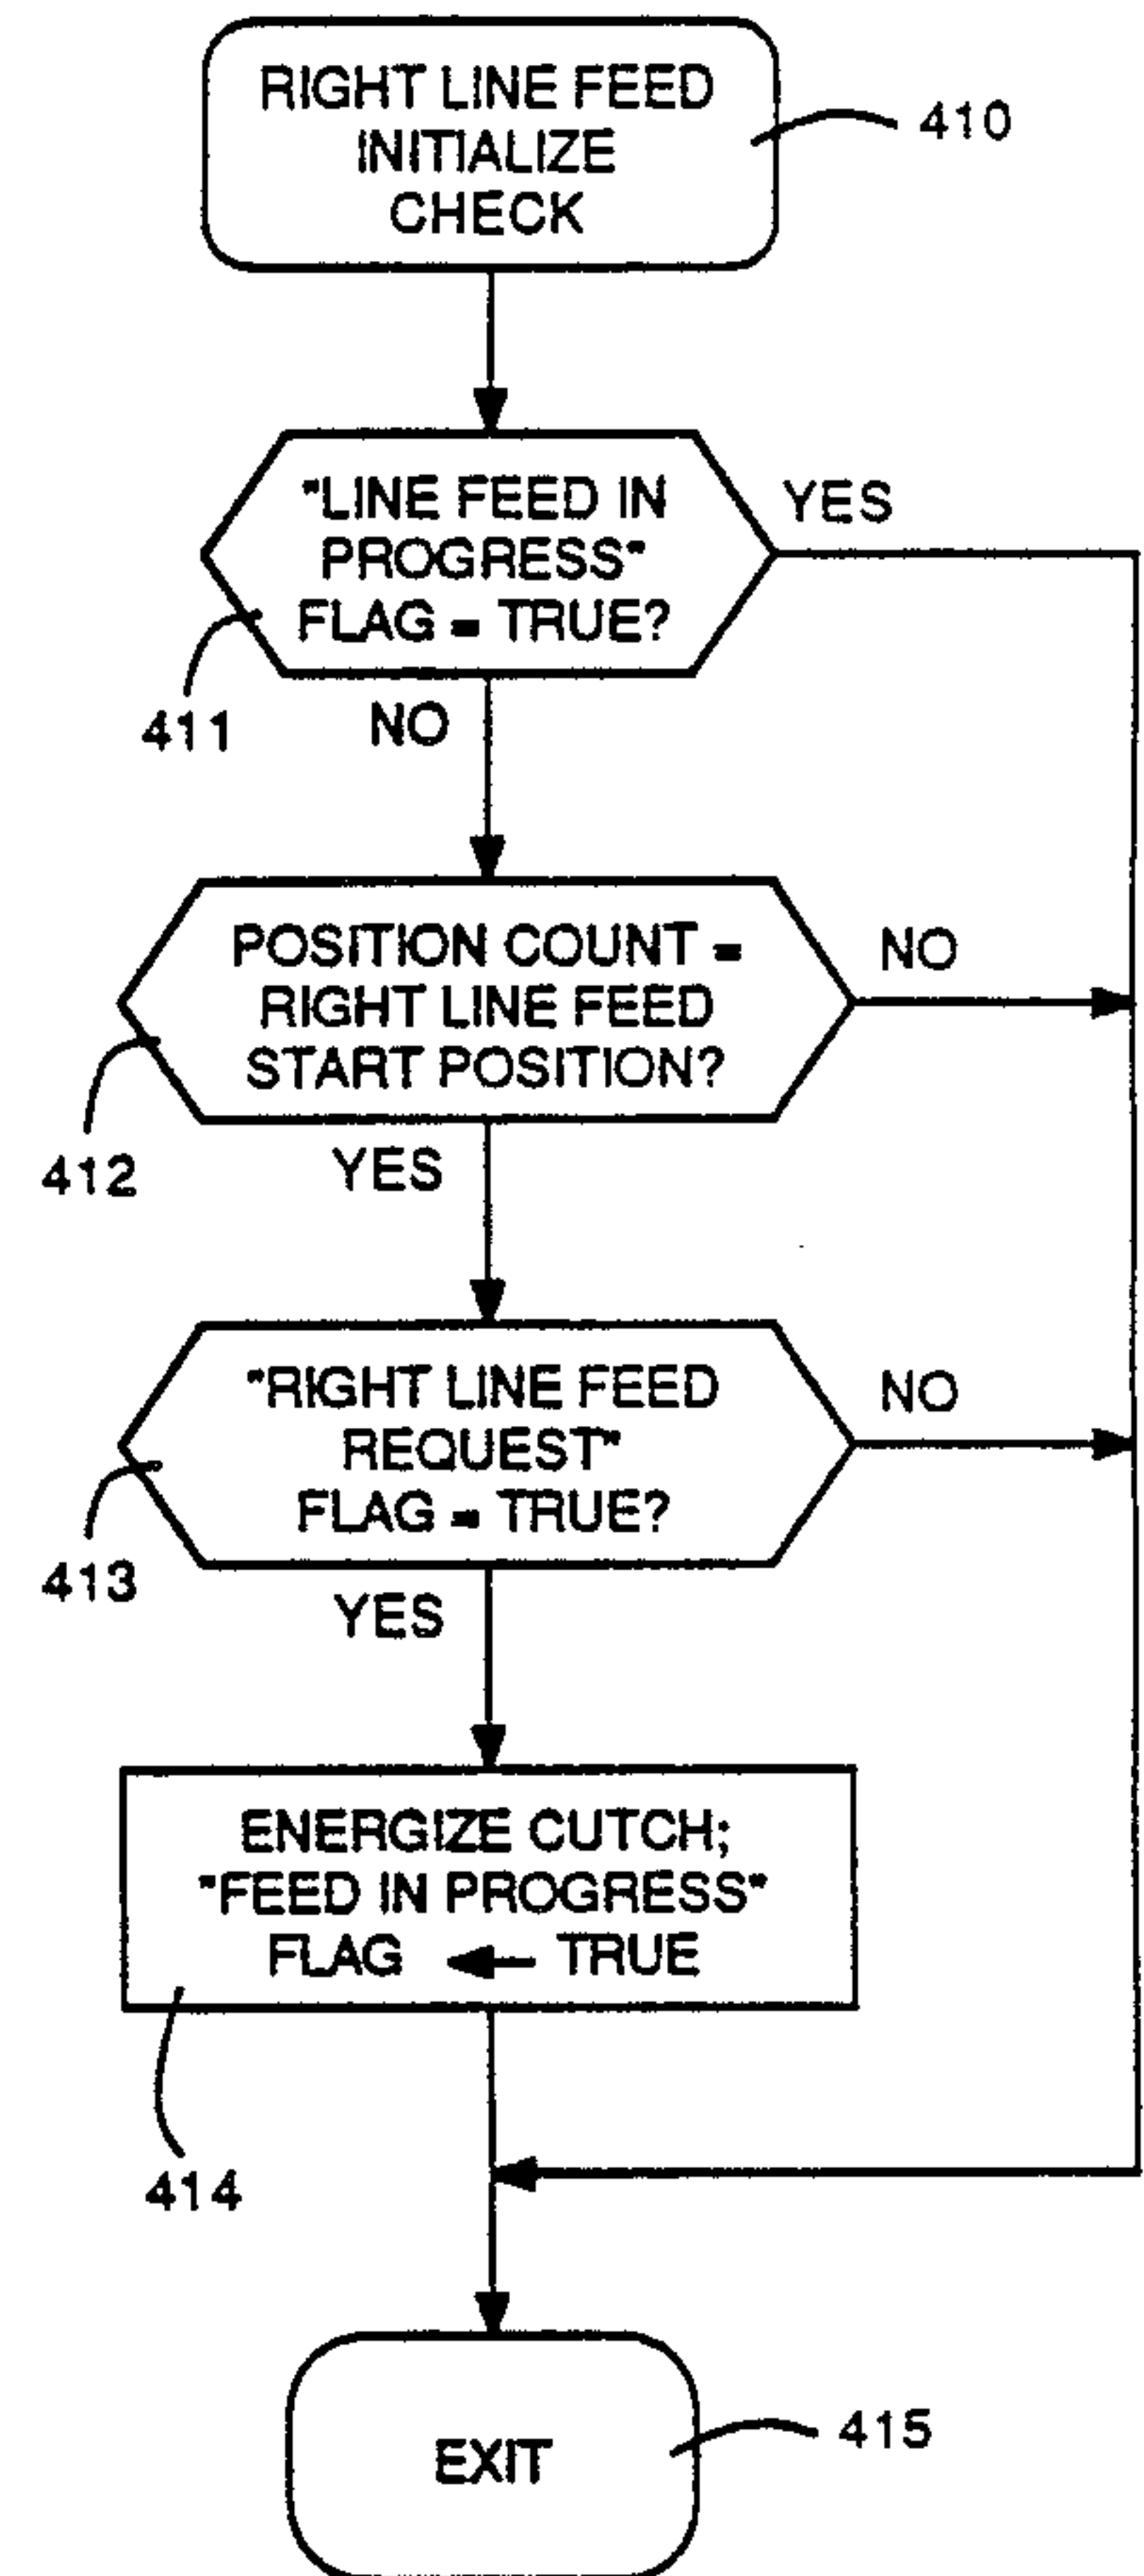 RIGHT LINE FEED
INITIALIZE
CHECK
410
"LINE FEED IN
PROGRESS"
FLAG = TRUE?
YES
411
NO
POSITION COUNT =
RIGHT LINE FEED
START POSITION?
NO
412
YES
"RIGHT LINE FEED
REQUEST"
FLAG = TRUE?
NO
413
YES
ENERGIZE CUTCH;
"FEED IN PROGRESS"
FLAG ← TRUE
414
EXIT
415